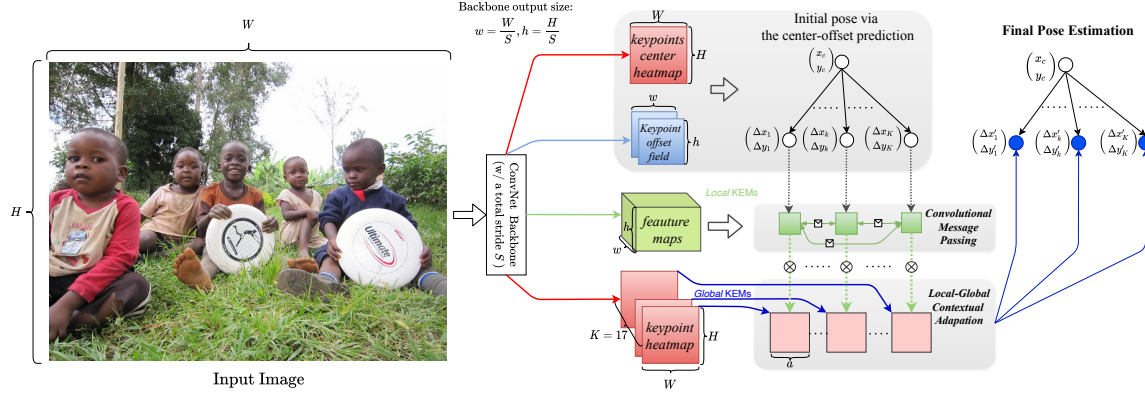 Backbone output size:
w = W/S, h = H/S
W
H
Input Image
Ultimate
ConvNet Backbone
(w/ a total stride S)
W
H
keypoints
center
heatmap
w
h
Keypoint
offset
field
h
w
feauture
maps
K = 17
keypoint
heatmap
H
W
Initial pose via
the center-offset prediction
(x_c
y_c)
(Δx_1
Δy_1)
(Δx_k
Δy_k)
(Δx_K
Δy_K)
Local KEMs
Convolutional
Message
Passing
Global KEMs
Local-Global
Contextual
Adapation
a
Final Pose Estimation
(x_c
y_c)
(Δx′_1
Δy′_1)
(Δx′_k
Δy′_k)
(Δx′_K
Δy′_K)